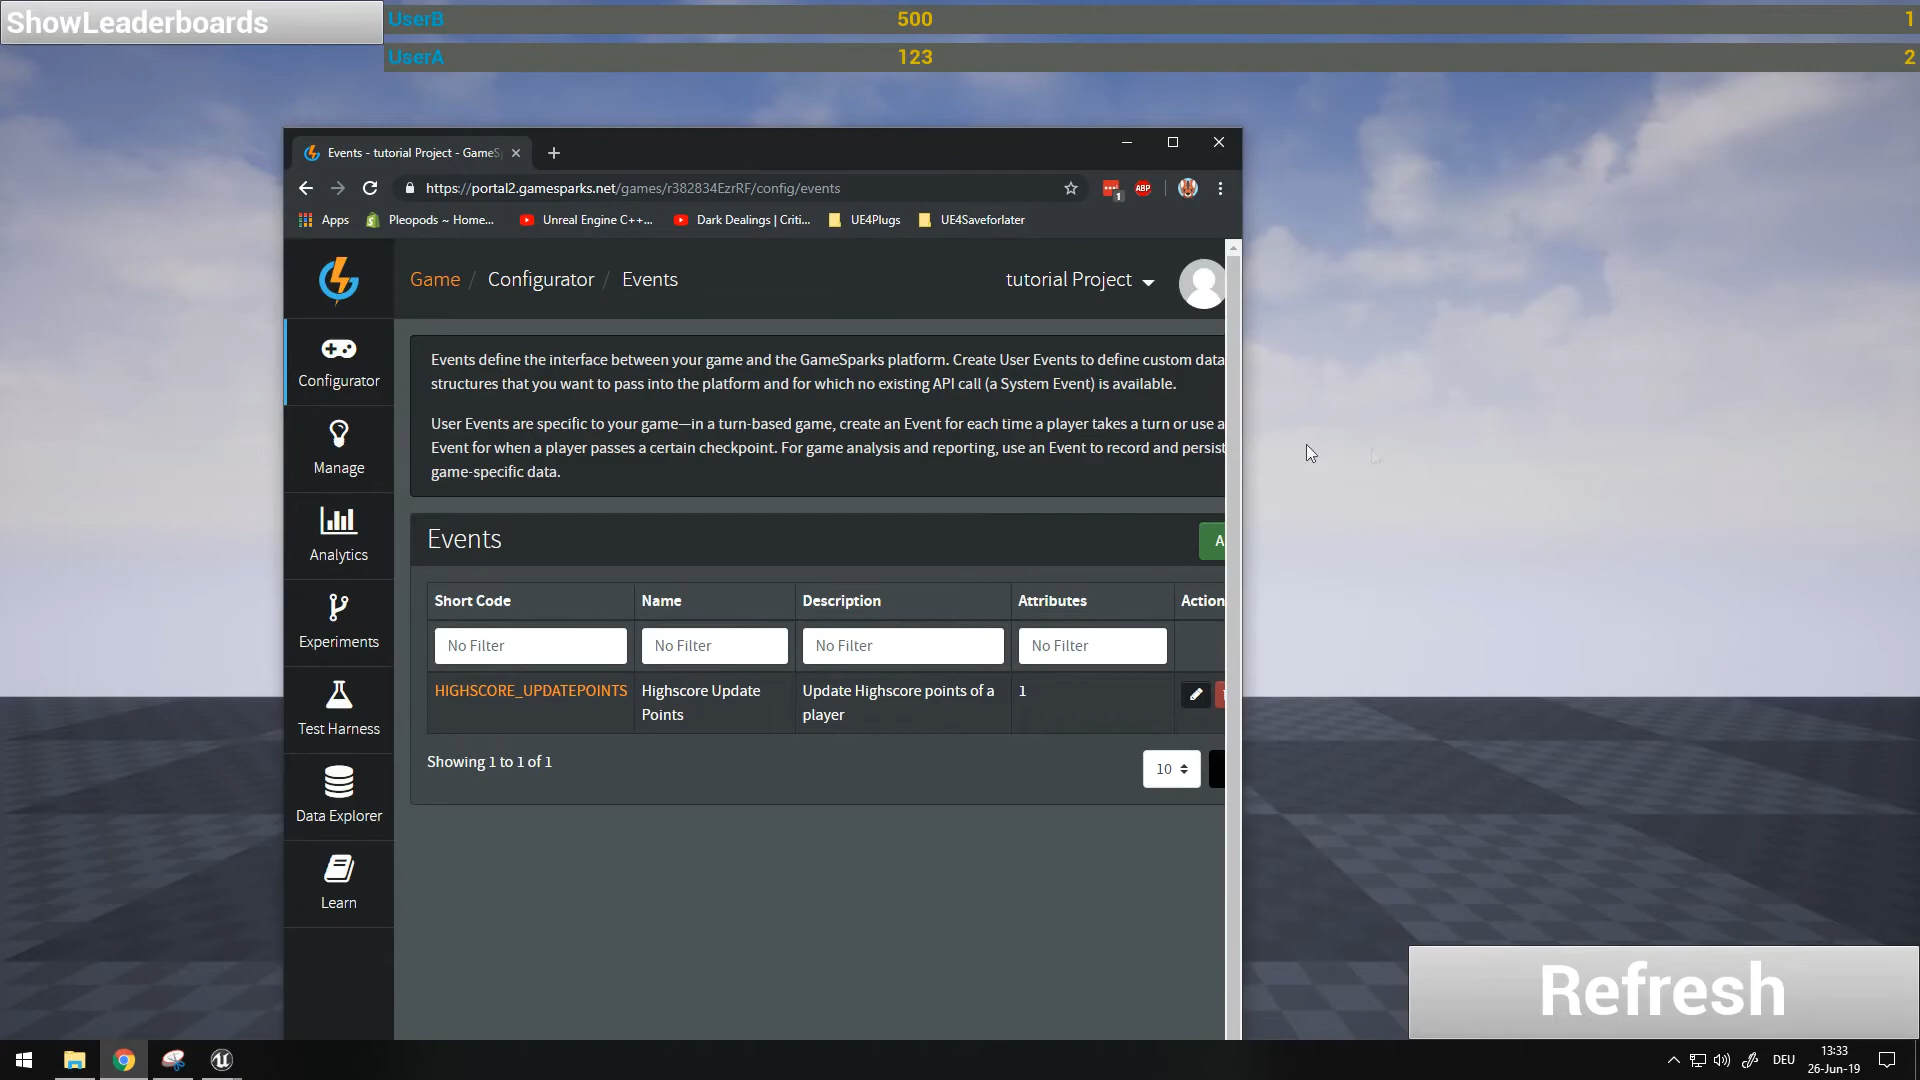 ShowLeaderboards
UserB 500 1
UserA 123 2
Events - tutorial Project - GameS
https://portal2.gamesparks.net/games/r382834EzrRF/config/events
1
ABP
Apps Pleopods ~ Home... Unreal Engine C++... Dark Dealings | Criti... UE4Plugs UE4Saveforlater
Game / Configurator / Events tutorial Project
Configurator
Manage
Analytics
Experiments
Test Harness
Data Explorer
Learn
Events define the interface between your game and the GameSparks platform. Create User Events to define custom data
structures that you want to pass into the platform and for which no existing API call (a System Event) is available.
User Events are specific to your game—in a turn-based game, create an Event for each time a player takes a turn or use a
Event for when a player passes a certain checkpoint. For game analysis and reporting, use an Event to record and persist
game-specific data.
Events A
Short Code Name Description Attributes Action
No Filter No Filter No Filter No Filter
HIGHSCORE_UPDATEPOINTS Highscore Update Update Highscore points of a 1
Points player
Showing 1 to 1 of 1
10
Refresh
DEU
13:33
26-Jun-19